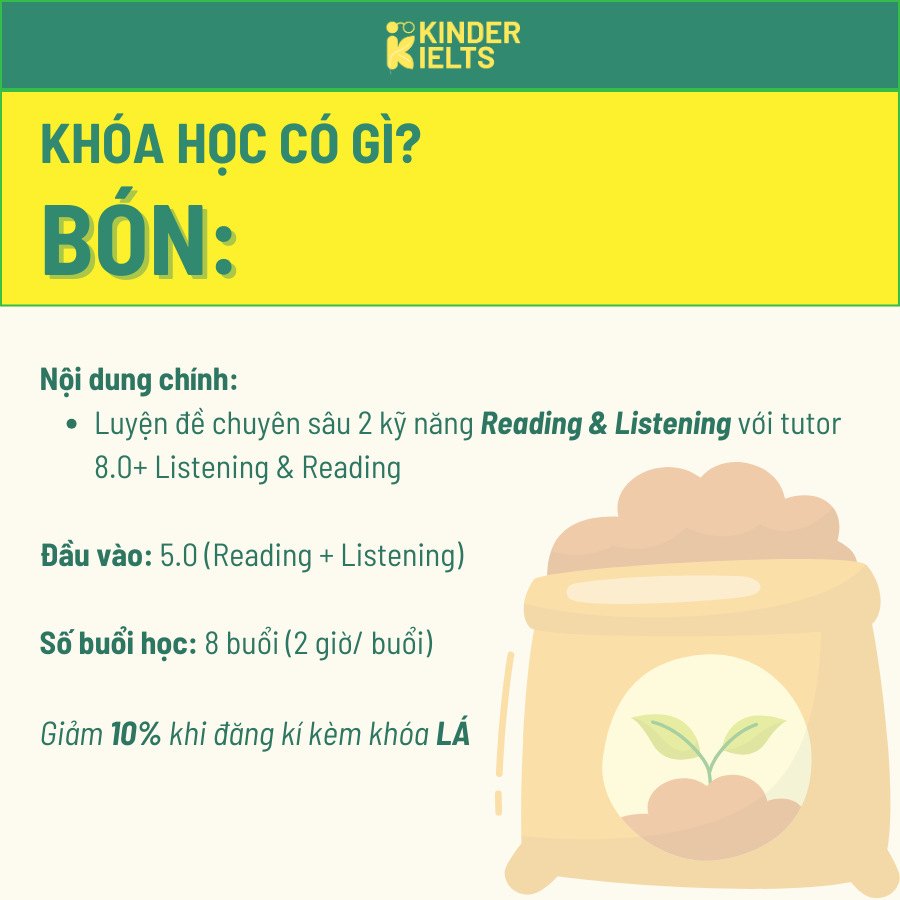 KINDER
IELTS
KHÓA HỌC CÓ GÌ?
BÓN:
Nội dung chính:
• Luyện đề chuyên sâu 2 kỹ năng Reading & Listening với tutor
8.0+ Listening & Reading
Đầu vào: 5.0 (Reading + Listening)
Số buổi học: 8 buổi (2 giờ/ buổi)
Giảm 10% khi đăng kí kèm khóa LÁ